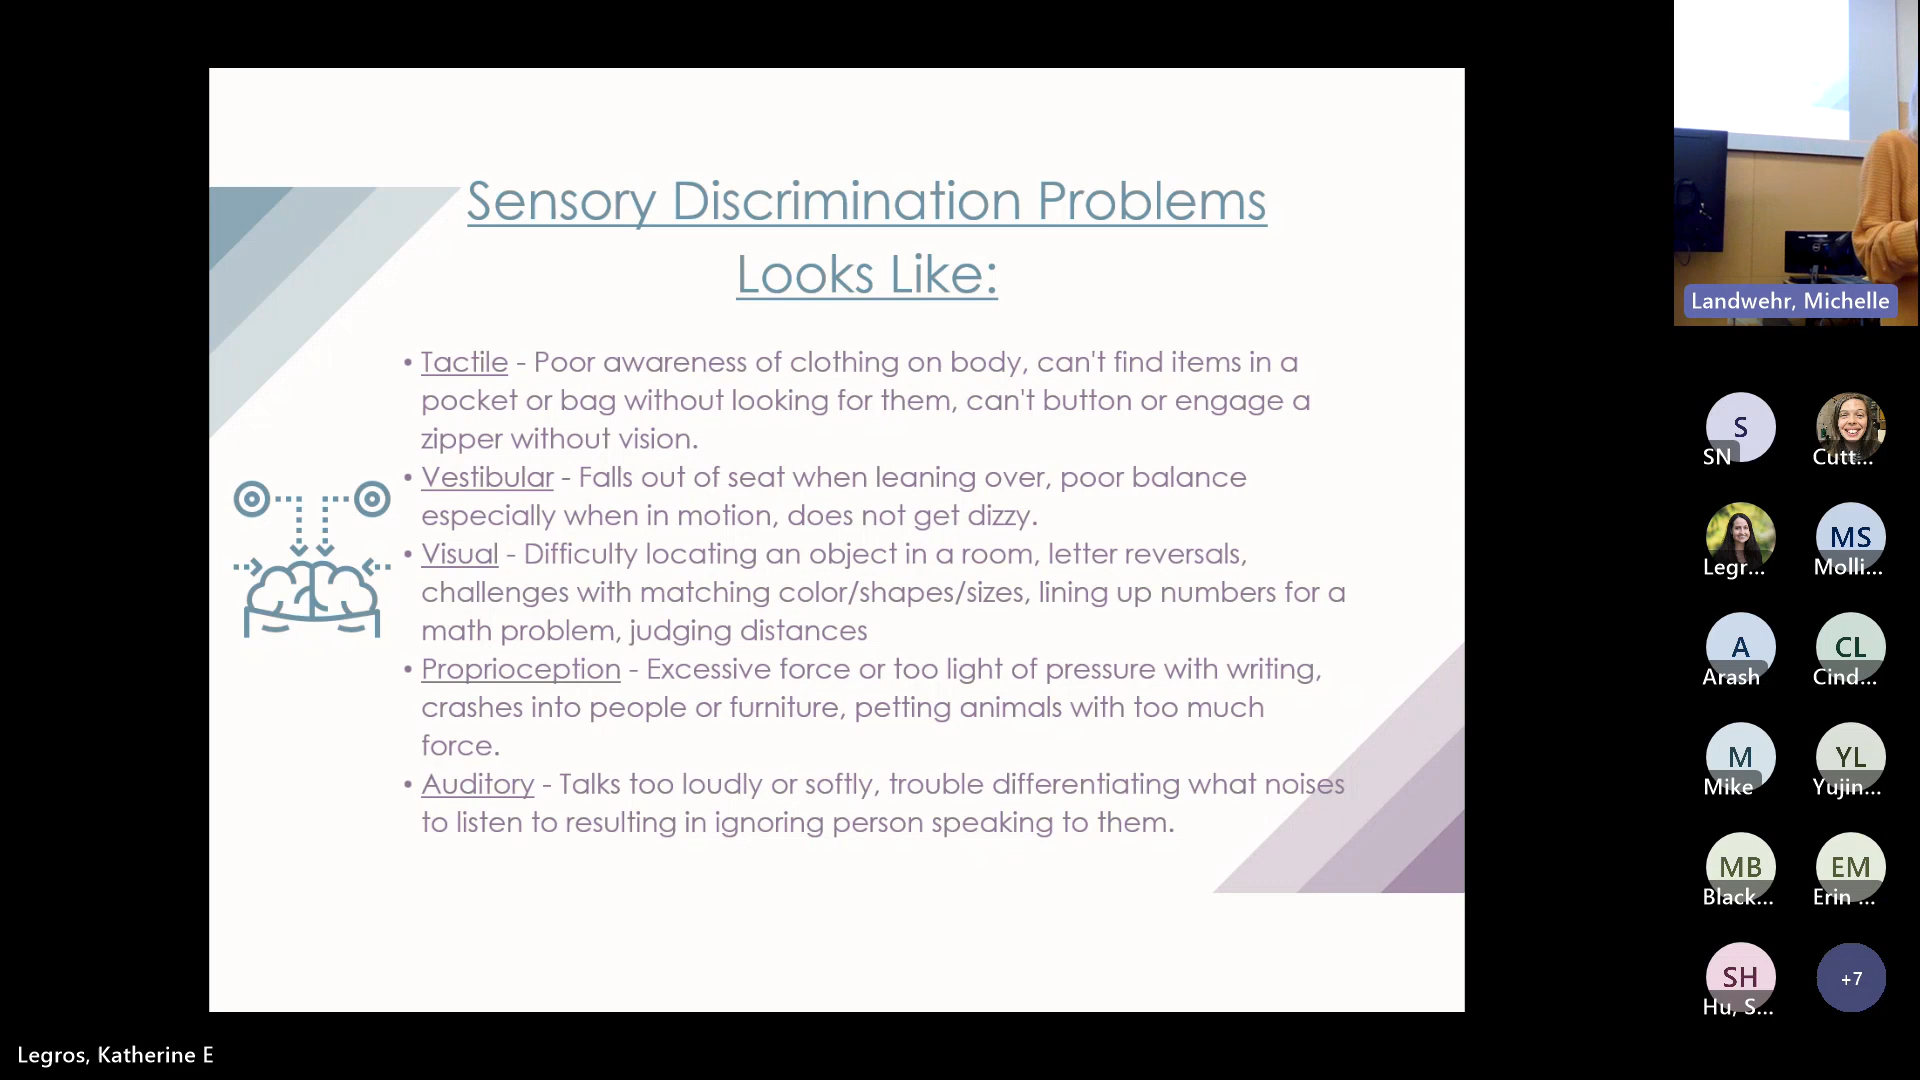 Sensory Discrimination Problems
Looks Like:
• Tactile - Poor awareness of clothing on body, can't find items in a
pocket or bag without looking for them, can't button or engage a
zipper without vision.
• Vestibular - Falls out of seat when leaning over, poor balance
especially when in motion, does not get dizzy.
• Visual - Difficulty locating an object in a room, letter reversals,
challenges with matching color/shapes/sizes, lining up numbers for a
math problem, judging distances
• Proprioception - Excessive force or too light of pressure with writing,
crashes into people or furniture, petting animals with too much
force.
• Auditory - Talks too loudly or softly, trouble differentiating what noises
to listen to resulting in ignoring person speaking to them.
Landwehr, Michelle
S
SN
Cutt...
Legr...
MS
Molli...
A
Arash
CL
Cind...
M
Mike
YL
Yujin...
MB
Black...
EM
Erin ...
SH
Hu, S...
+7
Legros, Katherine E